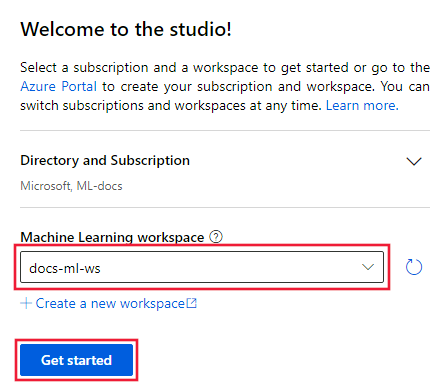 Welcome to the studio!
Select a subscription and a workspace to get started or go to the
Azure Portal to create your subscription and workspace. You can
switch subscriptions and workspaces at any time. Learn more.
Directory and Subscription
Microsoft, ML-docs
Machine Learning workspace
docs-ml-ws
+ Create a new workspace
Get started